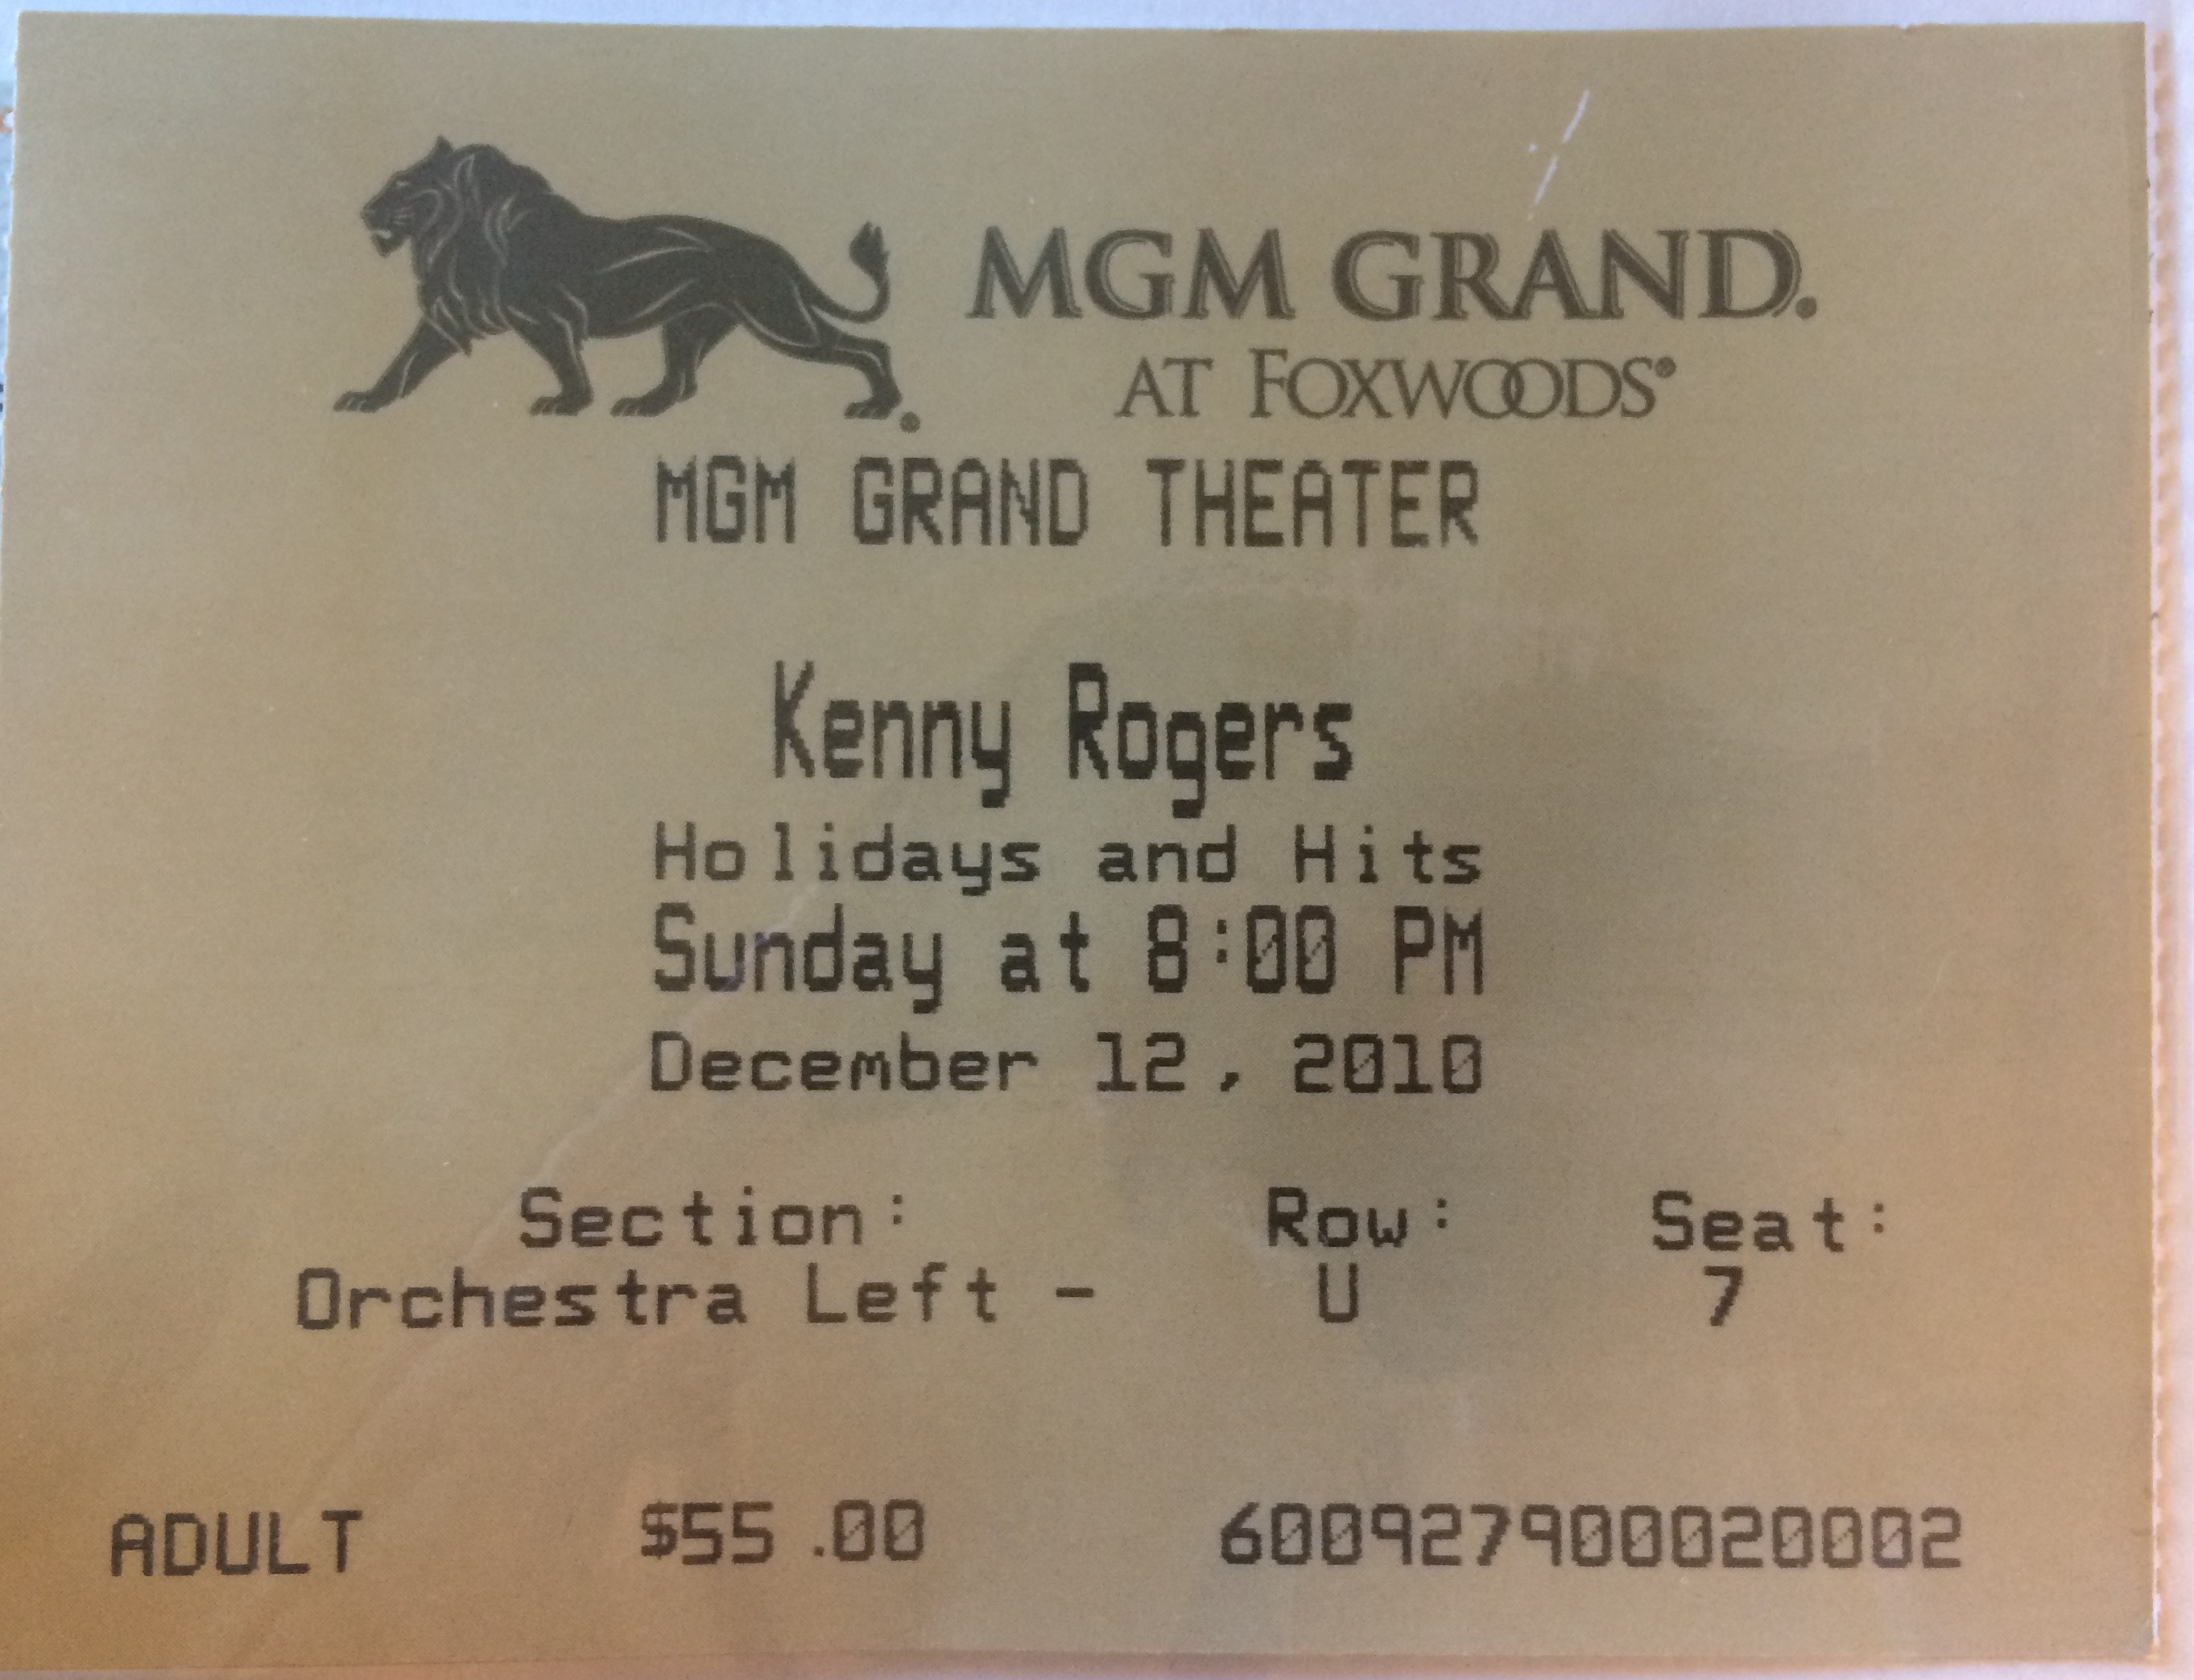 MGM GRAND.
AT FOXWOODS®
MGM GRAND THEATER
Kenny Rogers
Holidays and Hits
Sunday at 8:00 PM
December 12, 2010
Section: Row: Seat:
Orchestra Left - U 7
ADULT $55.00 600927900020002